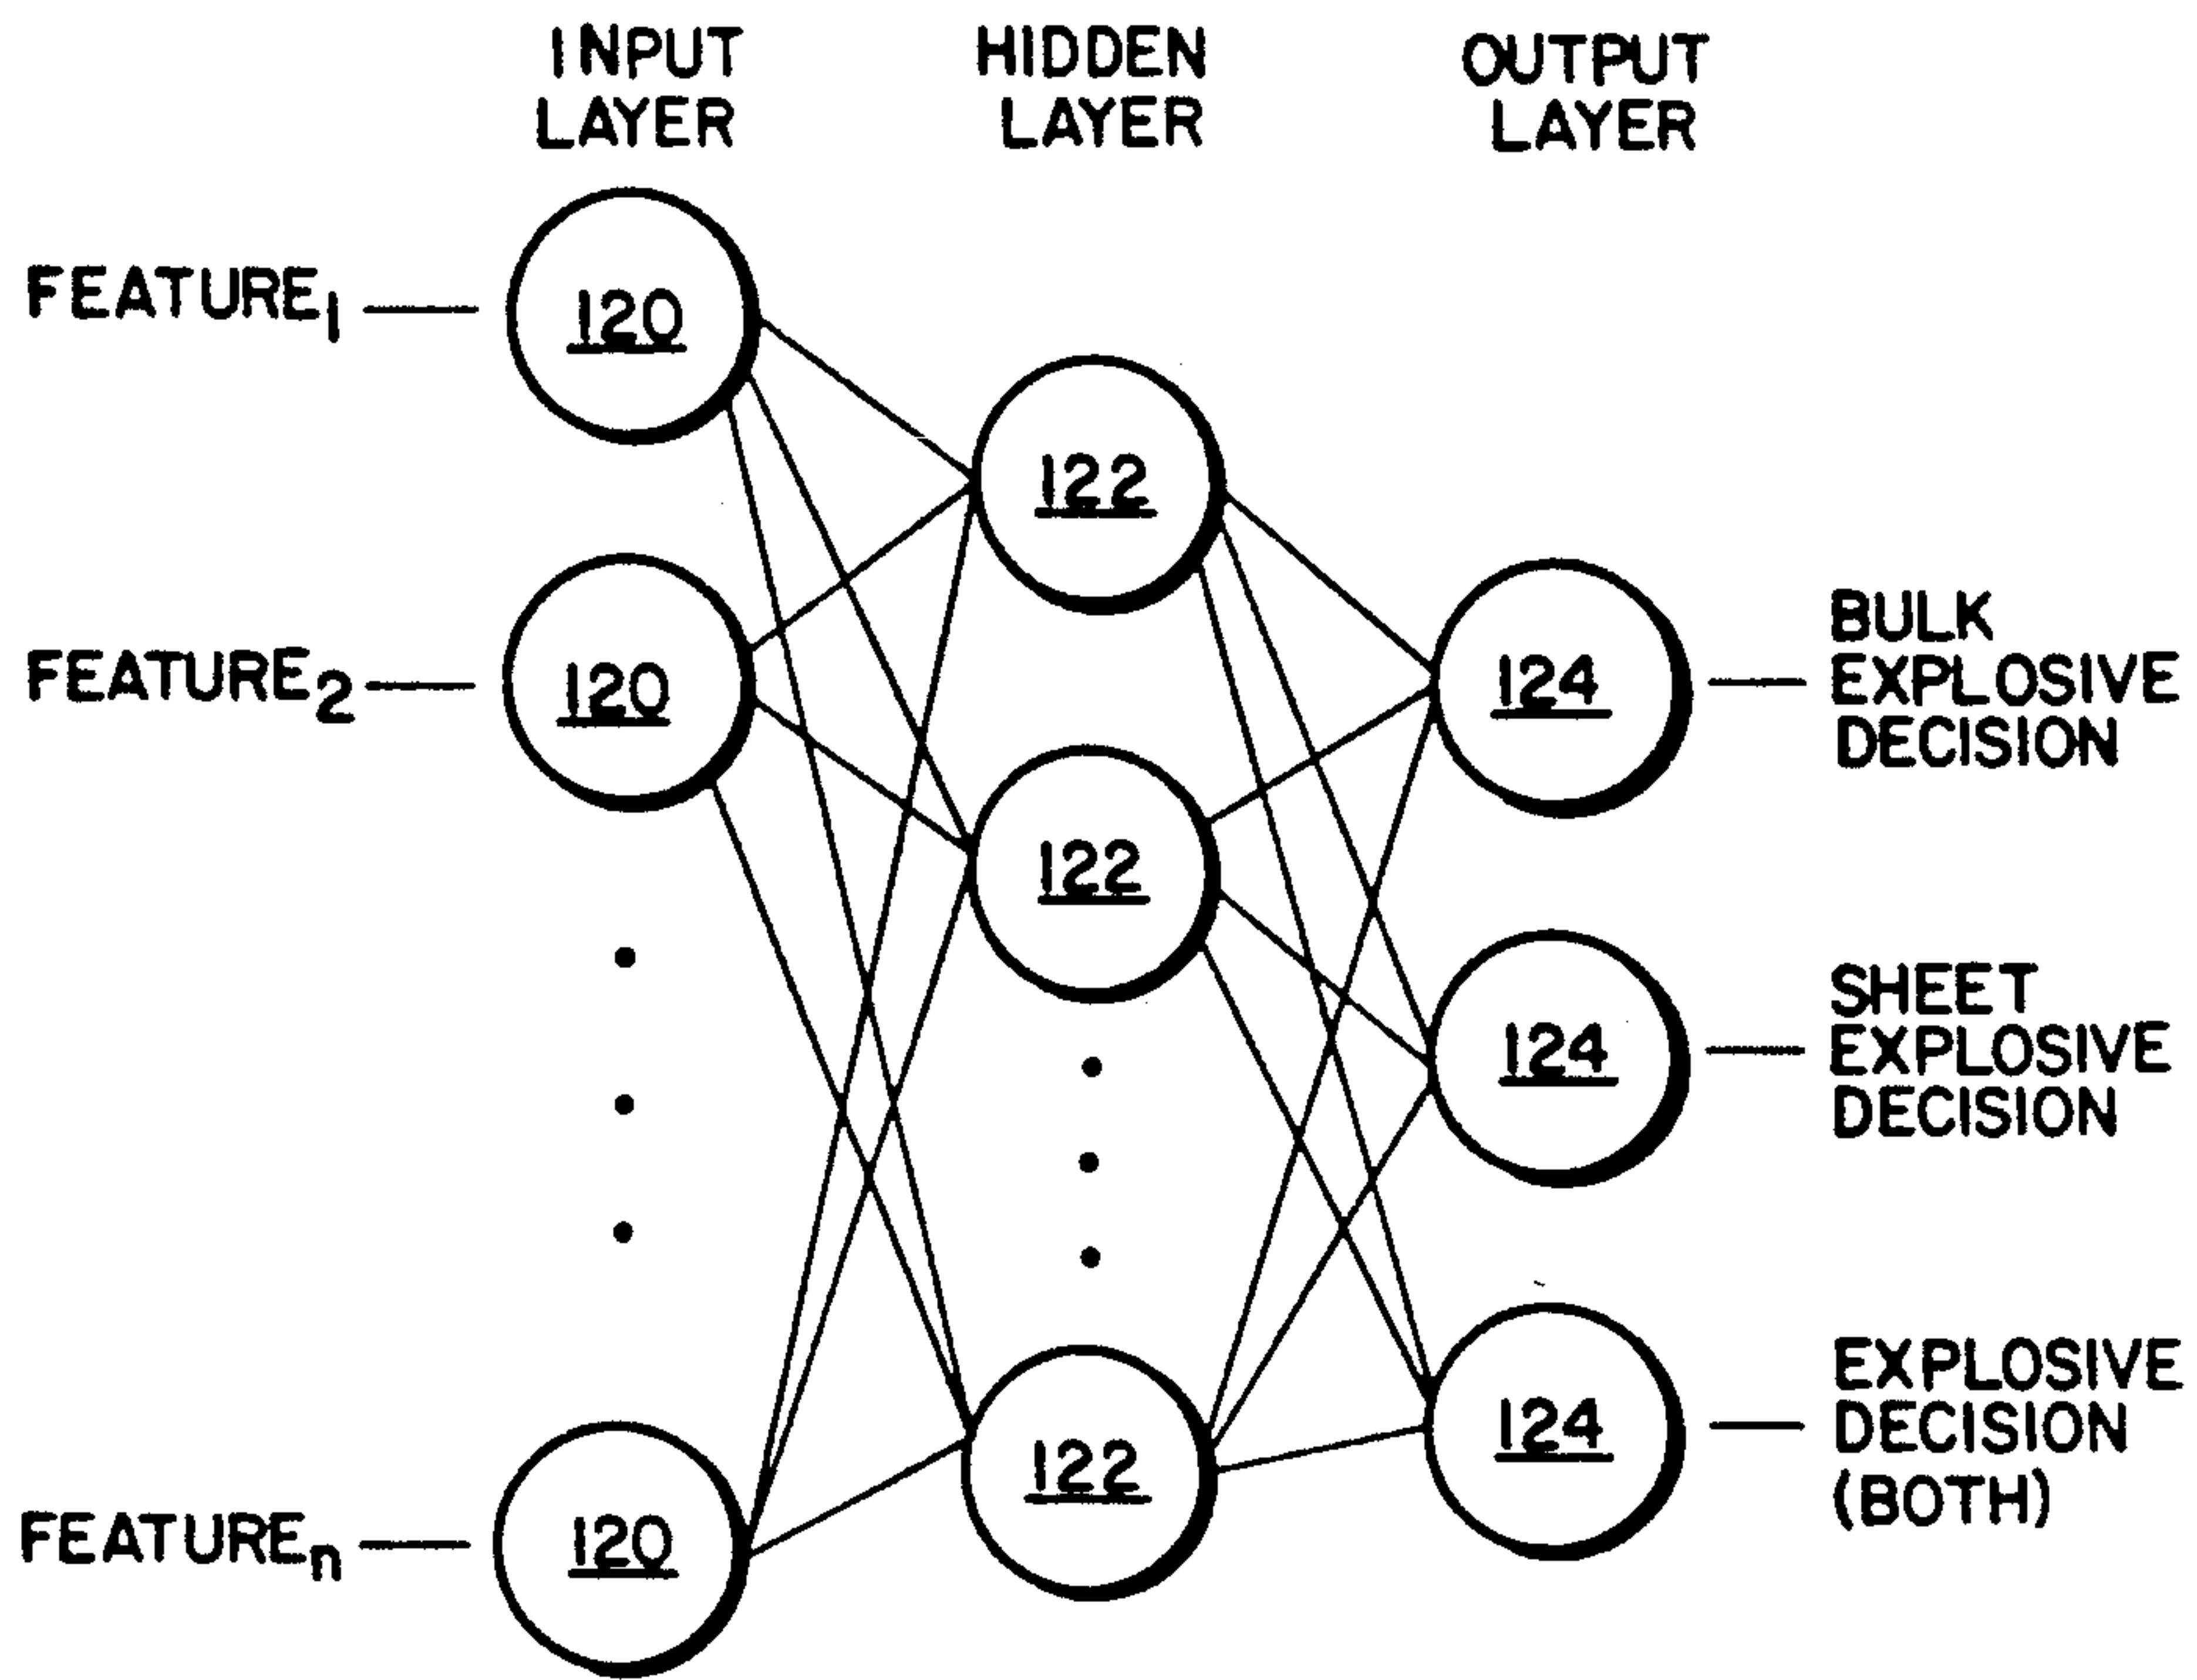 INPUT
LAYER
HIDDEN
LAYER
OUTPUT
LAYER
FEATURE1
120
122
FEATURE2
120
124
BULK
EXPLOSIVE
DECISION
122
124
SHEET
EXPLOSIVE
DECISION
FEATUREn
120
122
124
EXPLOSIVE
DECISION
(BOTH)